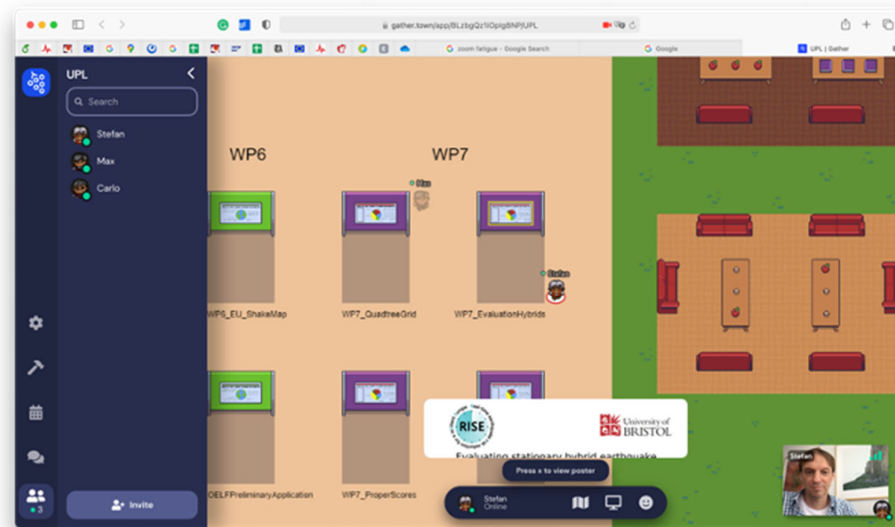 gather.town/app/BLzbgQz1iOplgBNP/UPL
zoom fatigue - Google Search
Google
UPL | Gather
UPL
Search
Stefan
Max
Carlo
3
Invite
WP6
WP7
Max
Stefan
WP6_EU_ShakeMap
WP7_QuadtreeGrid
WP7_EvaluationHybrids
OELFPreliminaryApplication
WP7_ProperScores
RISE
University of
BRISTOL
Evaluating stationary hybrid earthquake
Press x to view poster
Stefan
Online
Stefan